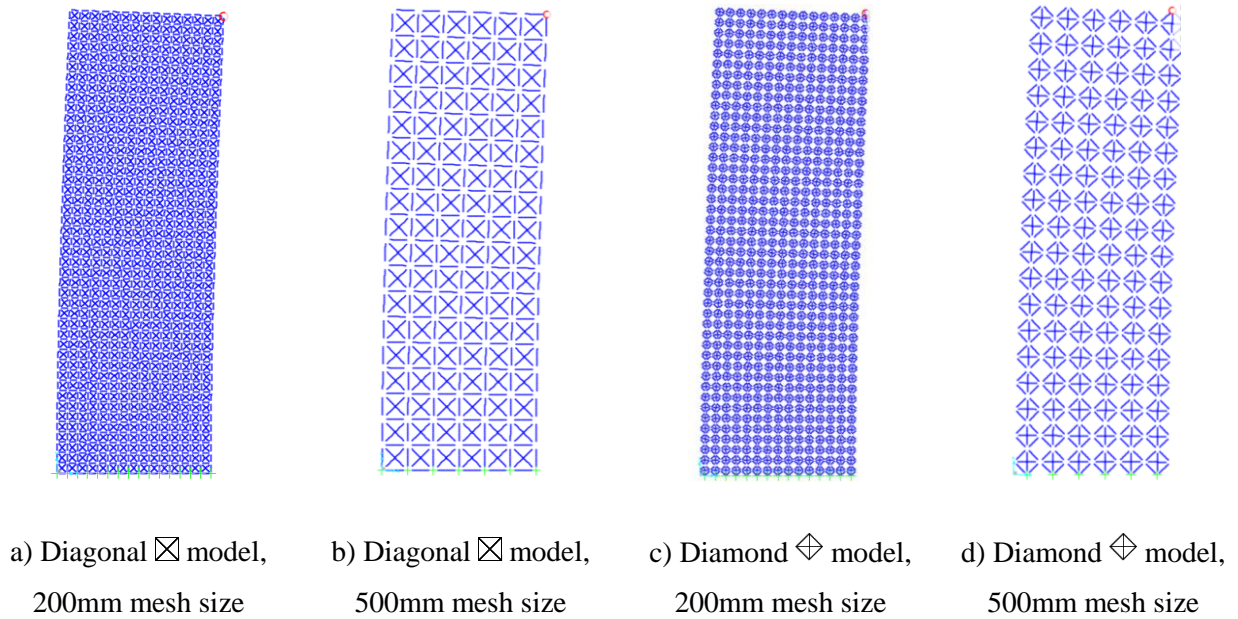 a) Diagonal model,
200mm mesh size
b) Diagonal model,
500mm mesh size
c) Diamond model,
200mm mesh size
d) Diamond model,
500mm mesh size